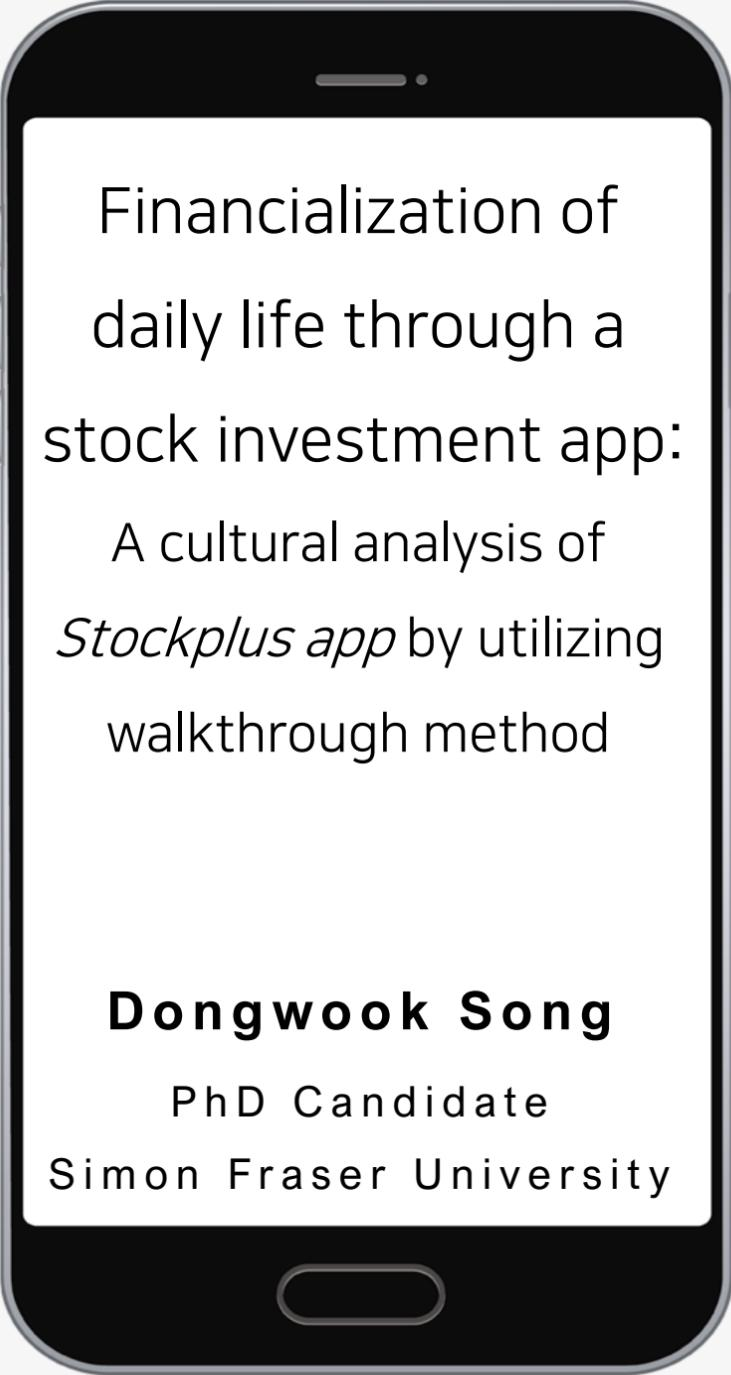 Financialization of
daily life through a
stock investment app:
A cultural analysis of
Stockplus app by utilizing
walkthrough method
Dongwook Song
PhD Candidate
Simon Fraser University